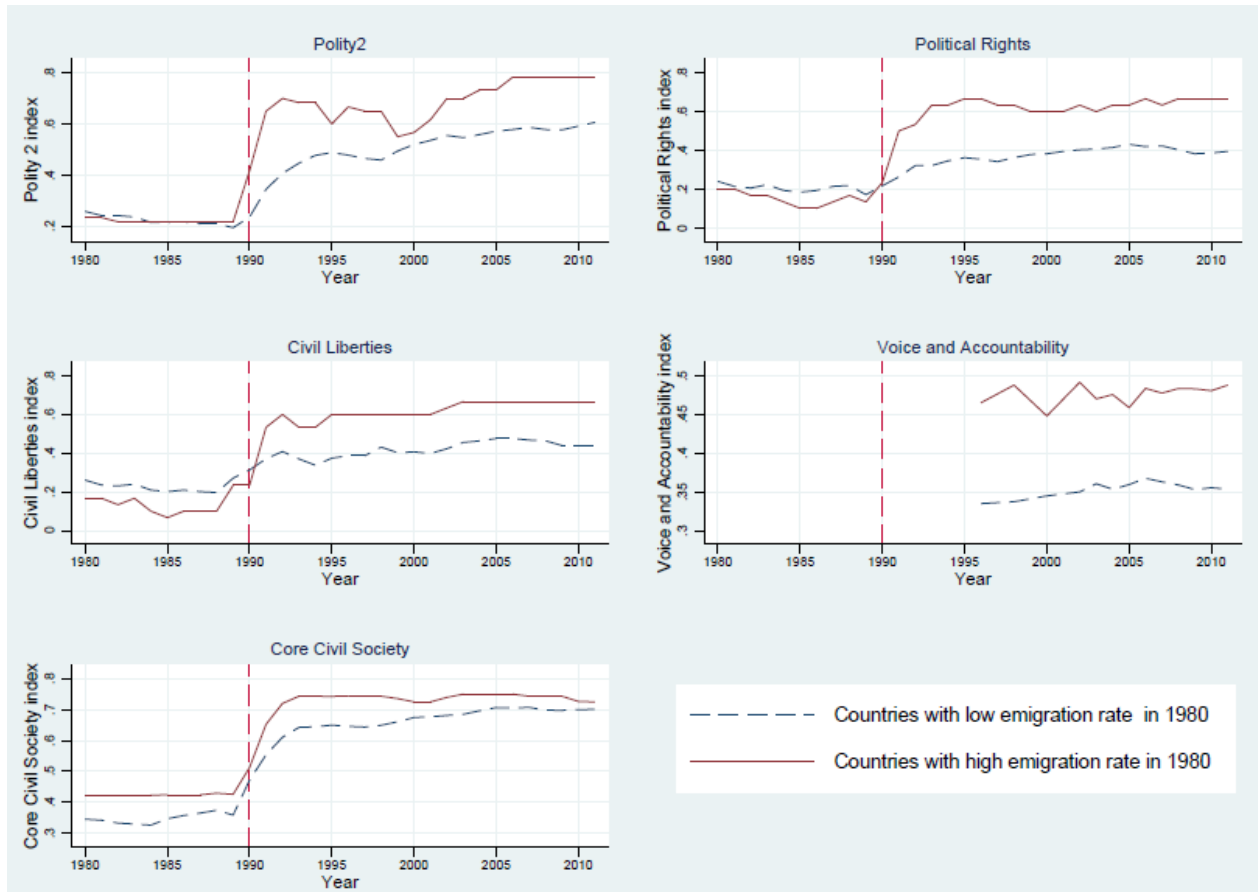 Polity2
Polity 2 index
.8
.6
.4
.2
1980 1985 1990 1995 2000 2005 2010
Year
Political Rights
Political Rights index
.8
.6
.4
.2
0
1980 1985 1990 1995 2000 2005 2010
Year
Civil Liberties
Civil Liberties index
.8
.6
.4
.2
0
1980 1985 1990 1995 2000 2005 2010
Year
Voice and Accountability
Voice and Accountability index
.5
.45
.4
.35
.3
1980 1985 1990 1995 2000 2005 2010
Year
Core Civil Society
Core Civil Society index
.8
.7
.6
.5
.4
.3
1980 1985 1990 1995 2000 2005 2010
Year
Countries with low emigration rate in 1980
Countries with high emigration rate in 1980